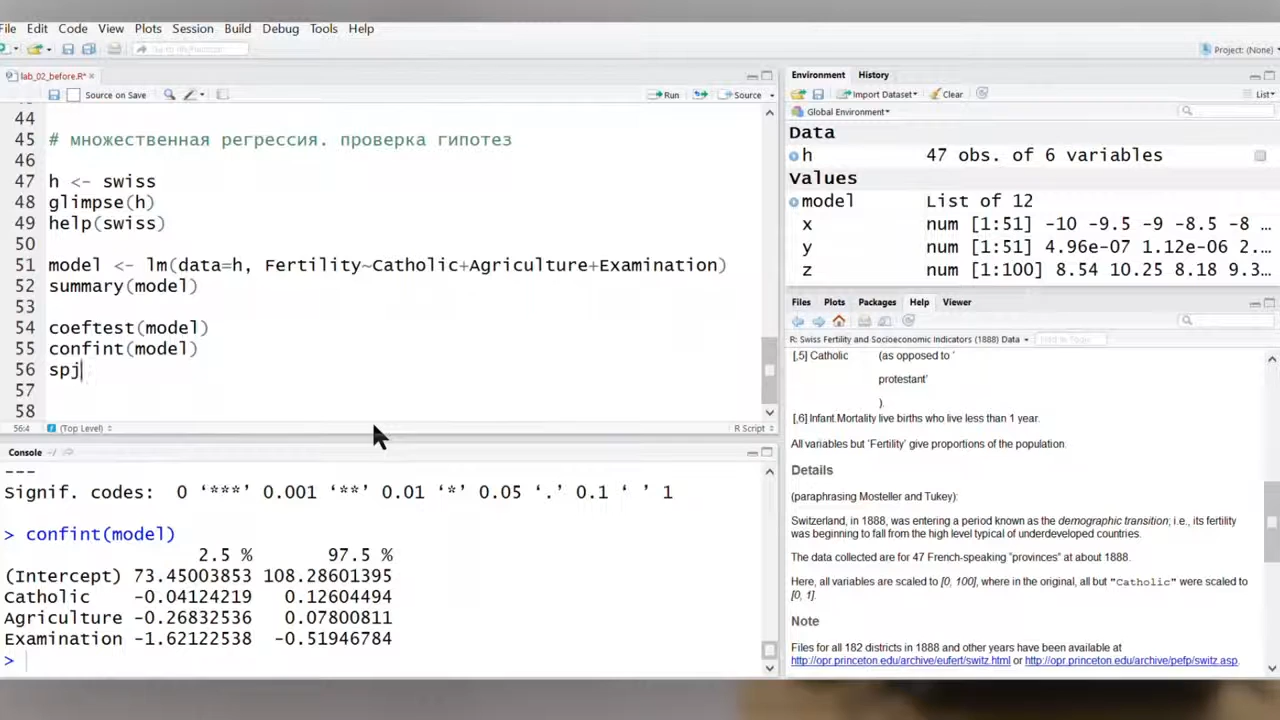 File Edit Code View Plots Session Build Debug Tools Help
Project: (None)
lab_02_before.R*
Source on Save
Run
Source
44
45 # множественная регрессия. проверка гипотез
46
47 h <- swiss
48 glimpse(h)
49 help(swiss)
50
51 model <- lm(data=h, Fertility~Catholic+Agriculture+Examination)
52 summary(model)
53
54 coeftest(model)
55 confint(model)
56 spj
57
58
56:4 (Top Level) R Script
Console ~/
---
Signif. codes: 0 ‘***’ 0.001 ‘**’ 0.01 ‘*’ 0.05 ‘.’ 0.1 ‘ ’ 1
> confint(model)
2.5 % 97.5 %
(Intercept) 73.45003853 108.28601395
Catholic -0.04124219 0.12604494
Agriculture -0.26832536 0.07800811
Examination -1.62122538 -0.51946784
>
Environment History
Import Dataset Clear List
Global Environment
Data
h 47 obs. of 6 variables
Values
model List of 12
x num [1:51] -10 -9.5 -9 -8.5 -8 ...
y num [1:51] 4.96e-07 1.12e-06 2....
z num [1:100] 8.54 10.25 8.18 9.3...
Files Plots Packages Help Viewer
R: Swiss Fertility and Socioeconomic Indicators (1888) Data
Find in Topic
[,5] Catholic (as opposed to ‘
protestant’
).
[,6] Infant.Mortality live births who live less than 1 year.
All variables but ‘Fertility’ give proportions of the population.
Details
(paraphrasing Mosteller and Tukey):
Switzerland, in 1888, was entering a period known as the demographic transition; i.e., its fertility
was beginning to fall from the high level typical of underdeveloped countries.
The data collected are for 47 French-speaking “provinces” at about 1888.
Here, all variables are scaled to [0, 100], where in the original, all but "Catholic" were scaled to
[0, 1].
Note
Files for all 182 districts in 1888 and other years have been available at
http://opr.princeton.edu/archive/eufert/switz.html or http://opr.princeton.edu/archive/pefp/switz.asp.